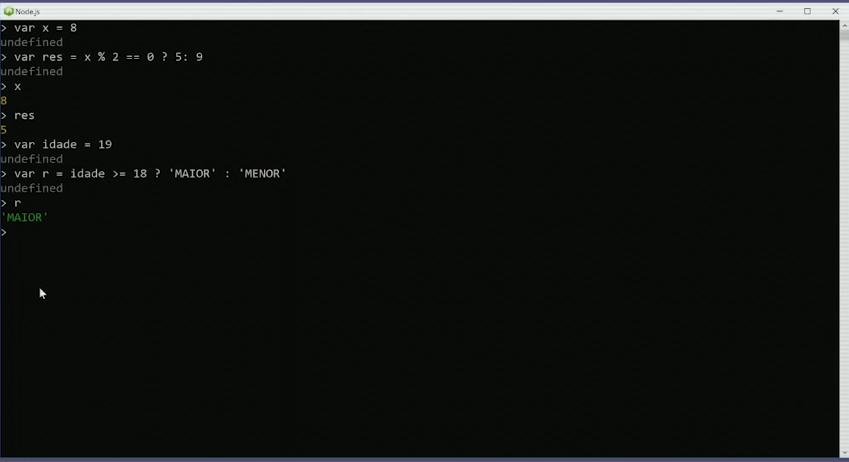 Node.js
> var x = 8
undefined
> var res = x % 2 == 0 ? 5: 9
undefined
> x
8
> res
5
> var idade = 19
undefined
> var r = idade >= 18 ? 'MAIOR' : 'MENOR'
undefined
> r
'MAIOR'
>